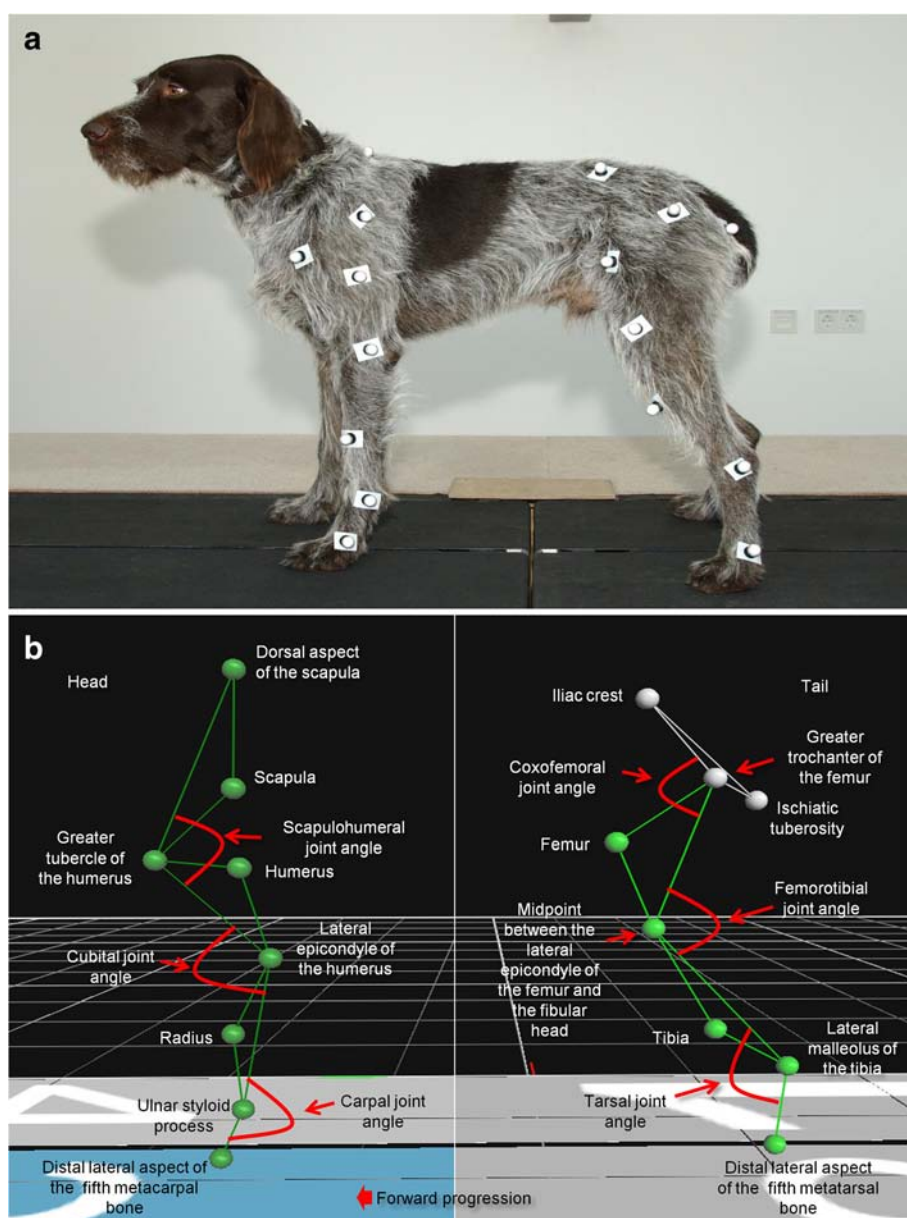 a
b
Head
Dorsal aspect
of the scapula
Scapula
Scapulohumeral
joint angle
Greater
tubercle of
the humerus
Humerus
Cubital joint
angle
Lateral
epicondyle of
the humerus
Radius
Ulnar styloid
process
Carpal joint
angle
Distal lateral aspect of
the fifth metacarpal
bone
Forward progression
Iliac crest
Tail
Coxofemoral
joint angle
Greater
trochanter of
the femur
Ischiatic
tuberosity
Femur
Midpoint
between the
lateral
epicondyle of
the femur and
the fibular
head
Femorotibial
joint angle
Tibia
Lateral
malleolus of
the tibia
Tarsal joint
angle
Distal lateral aspect
of the fifth metatarsal
bone